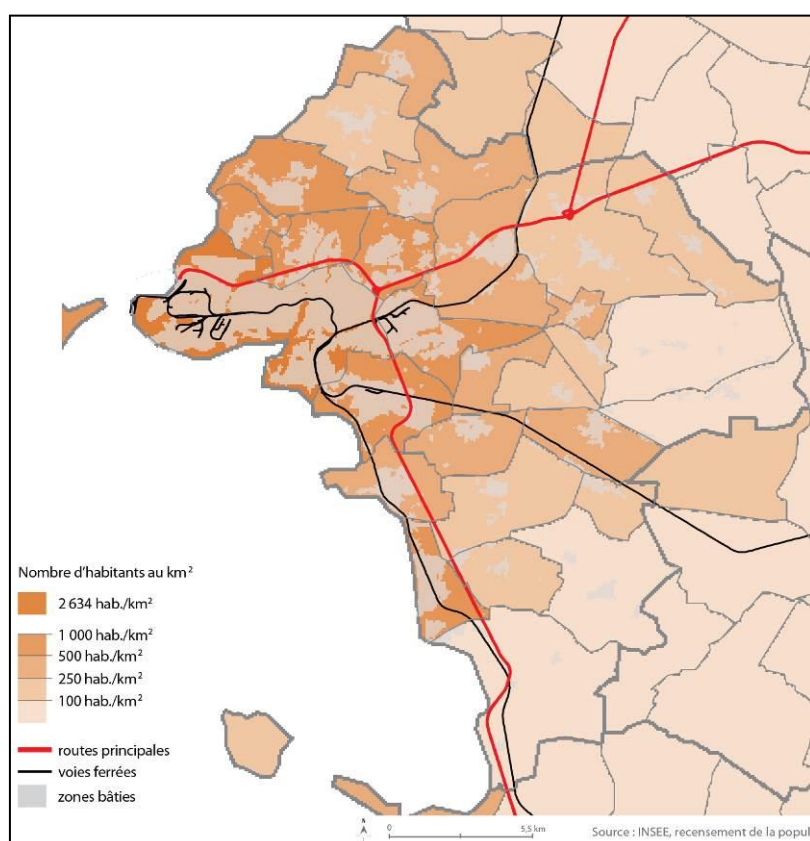 Nombre d'habitants au km²
2 634 hab./km²
1 000 hab./km²
500 hab./km²
250 hab./km²
100 hab./km²
routes principales
voies ferrées
zones bâties
N
0 5,5 km
Source : INSEE, recensement de la popul